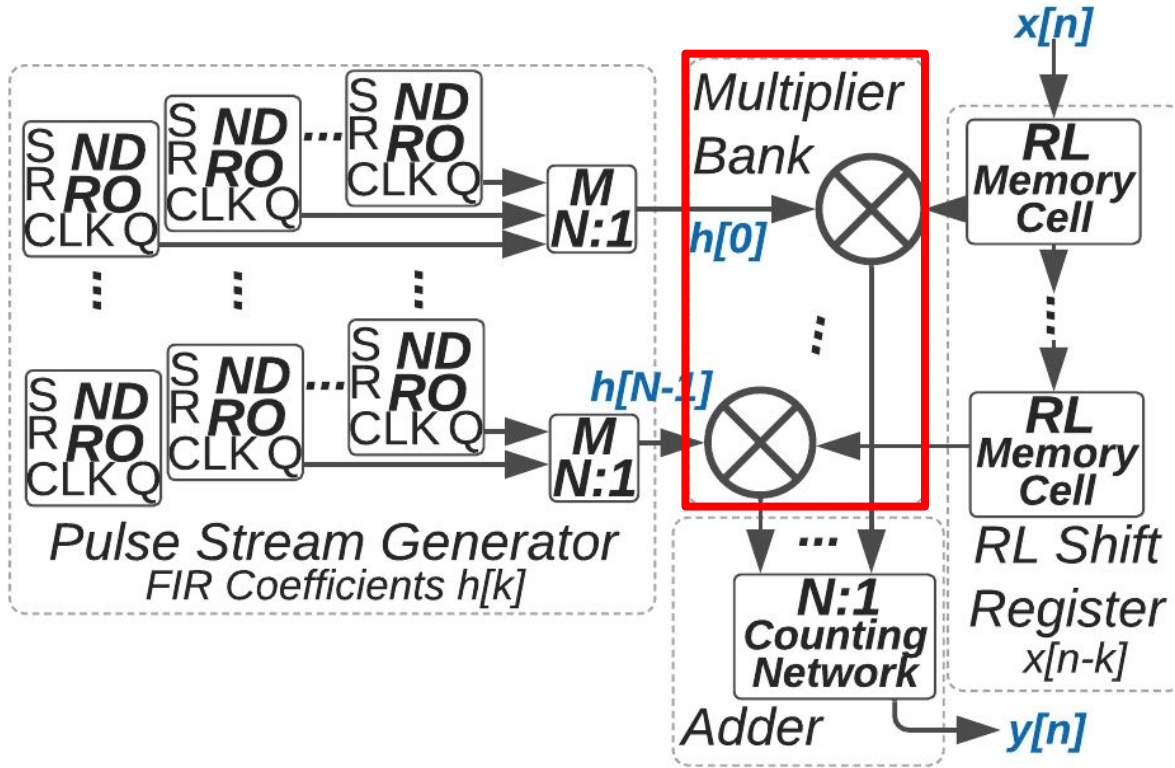 x[n]
S ND
R RO
CLK Q
S ND
R RO
CLK Q
...
S ND
R RO
CLK Q
M
N:1
h[0]
Multiplier
Bank
RL
Memory
Cell
...
...
...
...
...
S ND
R RO
CLK Q
S ND
R RO
CLK Q
...
S ND
R RO
CLK Q
M
N:1
h[N-1]
RL
Memory
Cell
Pulse Stream Generator
FIR Coefficients h[k]
...
N:1
Counting
Network
Adder
RL Shift
Register
x[n-k]
y[n]